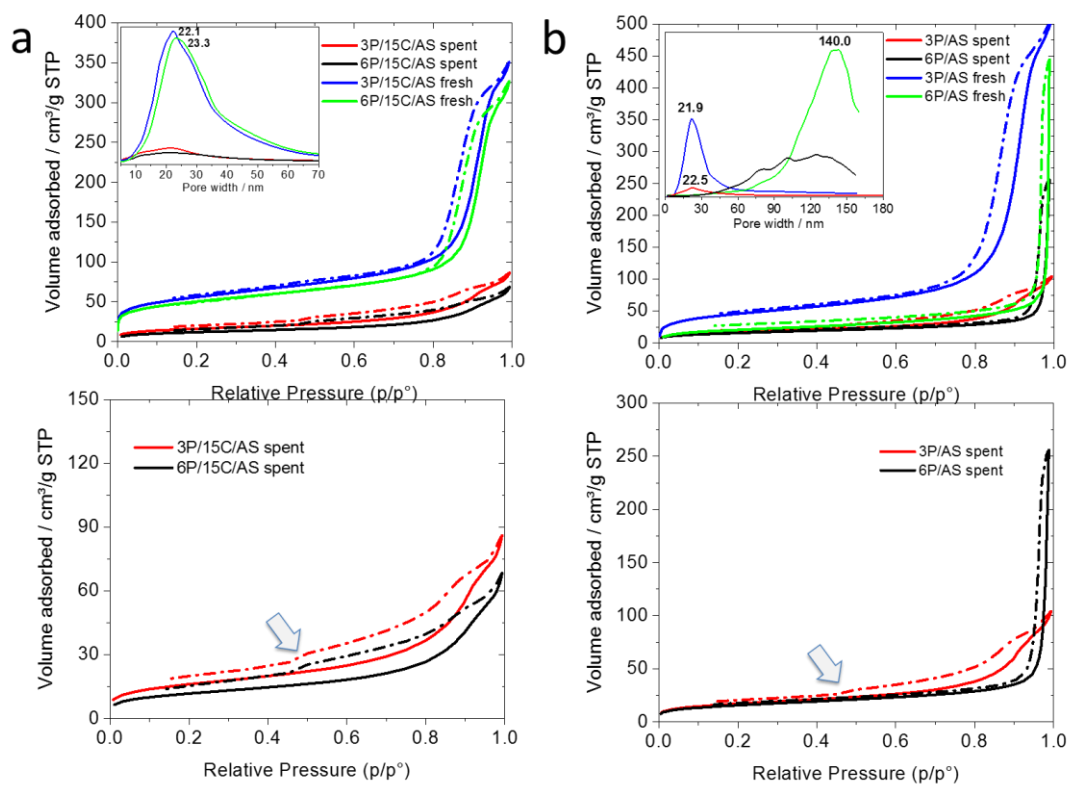 a
Volume adsorbed / cm³/g STP
400
350
300
250
200
150
100
50
0
22.1
23.3
10 20 30 40 50 60 70
Pore width / nm
3P/15C/AS spent
6P/15C/AS spent
3P/15C/AS fresh
6P/15C/AS fresh
0.0 0.2 0.4 0.6 0.8 1.0
Relative Pressure (p/p°)
b
Volume adsorbed / cm³/g STP
500
450
400
350
300
250
200
150
100
50
0
140.0
21.9
22.5
0 30 60 90 120 150 180
Pore width / nm
3P/AS spent
6P/AS spent
3P/AS fresh
6P/AS fresh
0.0 0.2 0.4 0.6 0.8 1.0
Relative Pressure (p/p°)
Volume adsorbed / cm³/g STP
150
120
90
60
30
0
3P/15C/AS spent
6P/15C/AS spent
0.0 0.2 0.4 0.6 0.8 1.0
Relative Pressure (p/p°)
Volume adsorbed / cm³/g STP
300
250
200
150
100
50
0
3P/AS spent
6P/AS spent
0.0 0.2 0.4 0.6 0.8 1.0
Relative Pressure (p/p°)